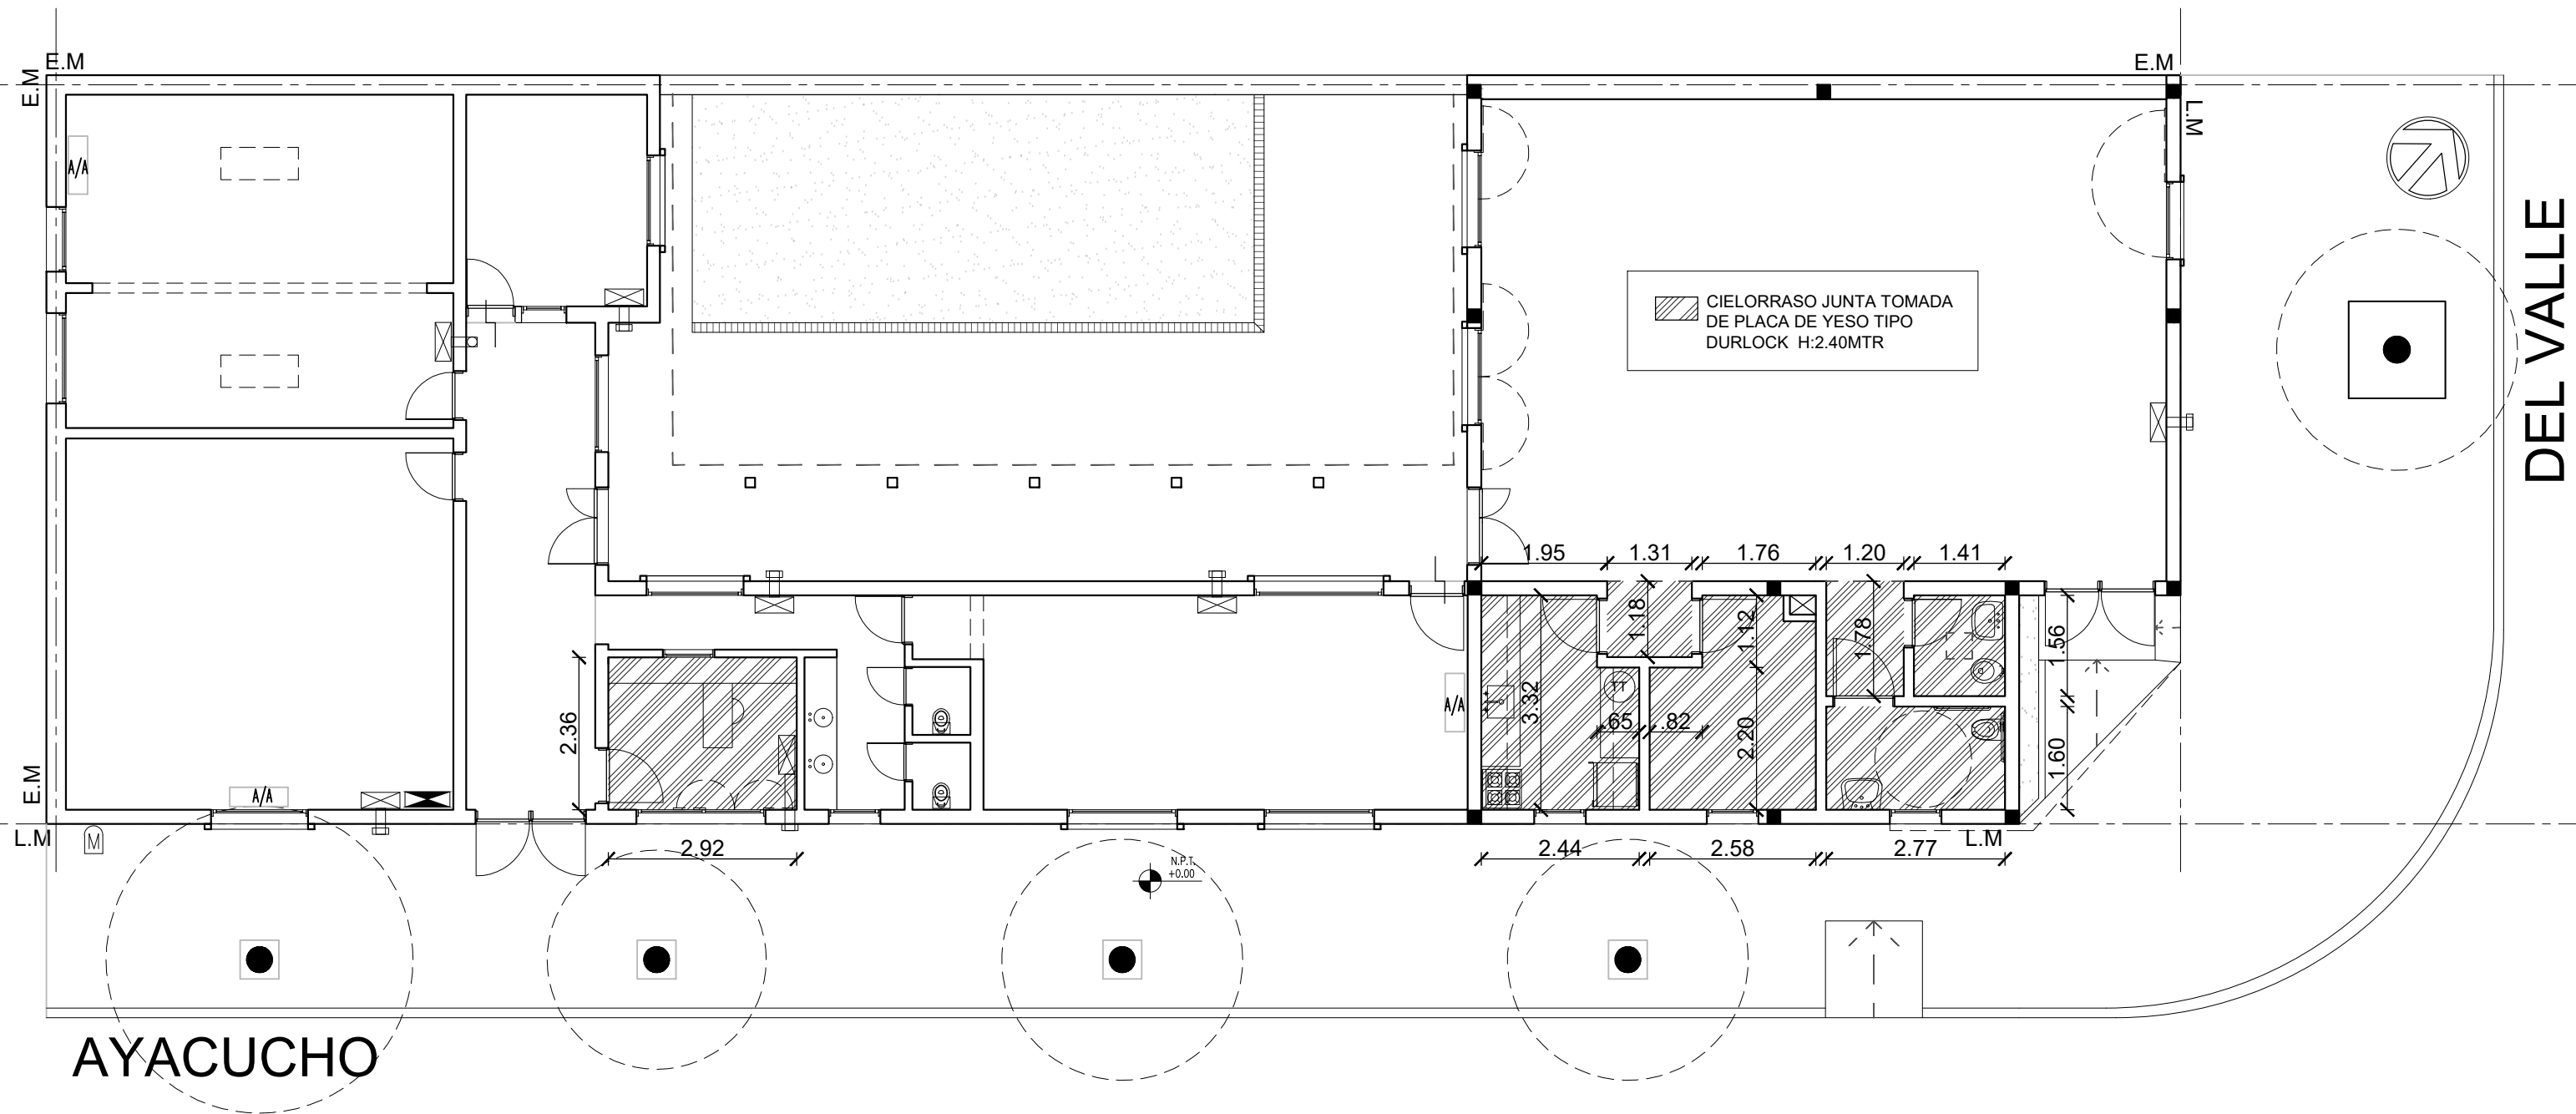 E.M
E.M
E.M
L.M
A/A
CIELORRASO JUNTA TOMADA
DE PLACA DE YESO TIPO
DURLOCK H:2.40MTR
DEL VALLE
1.95
1.31
1.76
1.20
1.41
1.18
1.12
1.78
1.56
3.32
TT
.65
.82
2.20
1.60
2.36
A/A
A/A
E.M
L.M
M
2.92
2.44
2.58
2.77
L.M
N.P.T.
+0.00
AYACUCHO